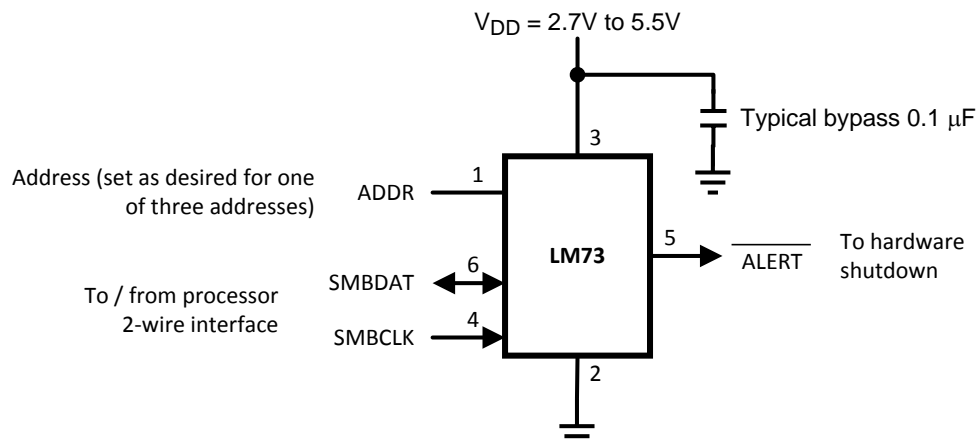 VDD = 2.7V to 5.5V
Typical bypass 0.1 μF
3
Address (set as desired for one
of three addresses)
ADDR
1
LM73
5
ALERT
To hardware
shutdown
To / from processor
2-wire interface
SMBDAT
6
SMBCLK
4
2